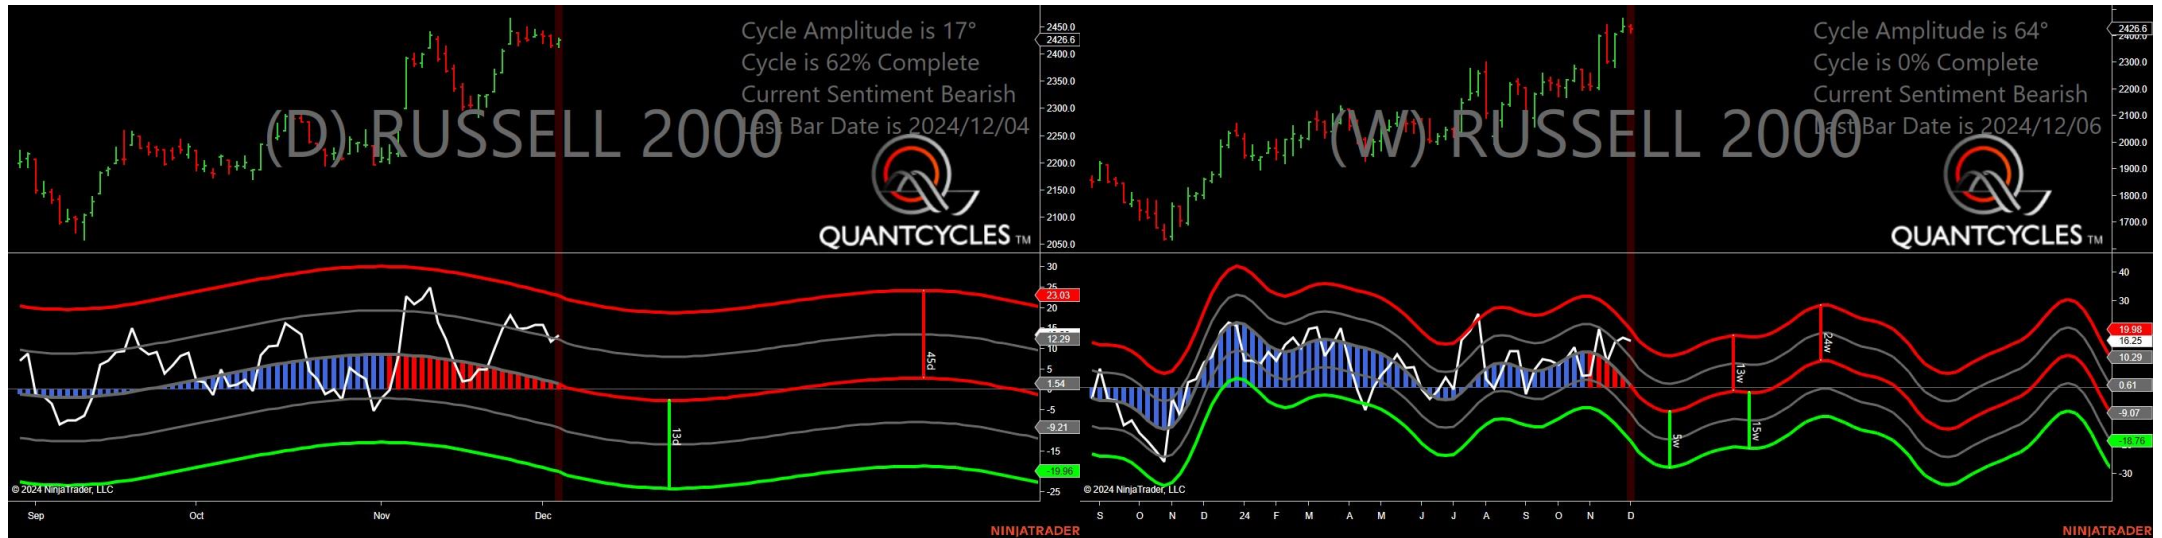 Cycle Amplitude is 17°
Cycle is 62% Complete
Current Sentiment Bearish
Last Bar Date is 2024/12/04
(D) RUSSELL 2000
QUANTCYCLES TM
2450.0
2426.6
2400.0
2350.0
2300.0
2250.0
2200.0
2150.0
2100.0
2050.0
30
25
23.03
20
15
12.29
10
5
1.54
-5
-9.21
-15
-19.96
-25
45d
13d
© 2024 NinjaTrader, LLC
Sep
Oct
Nov
Dec
NINJATRADER
Cycle Amplitude is 64°
Cycle is 0% Complete
Current Sentiment Bearish
Last Bar Date is 2024/12/06
(W) RUSSELL 2000
QUANTCYCLES TM
2426.6
2400.0
2300.0
2200.0
2100.0
2000.0
1900.0
1800.0
1700.0
40
30
19.98
16.25
10.29
0.61
-9.07
-18.76
-30
24w
13w
15w
5w
© 2024 NinjaTrader, LLC
S O N D 24 F M A M J J A S O N D
NINJATRADER